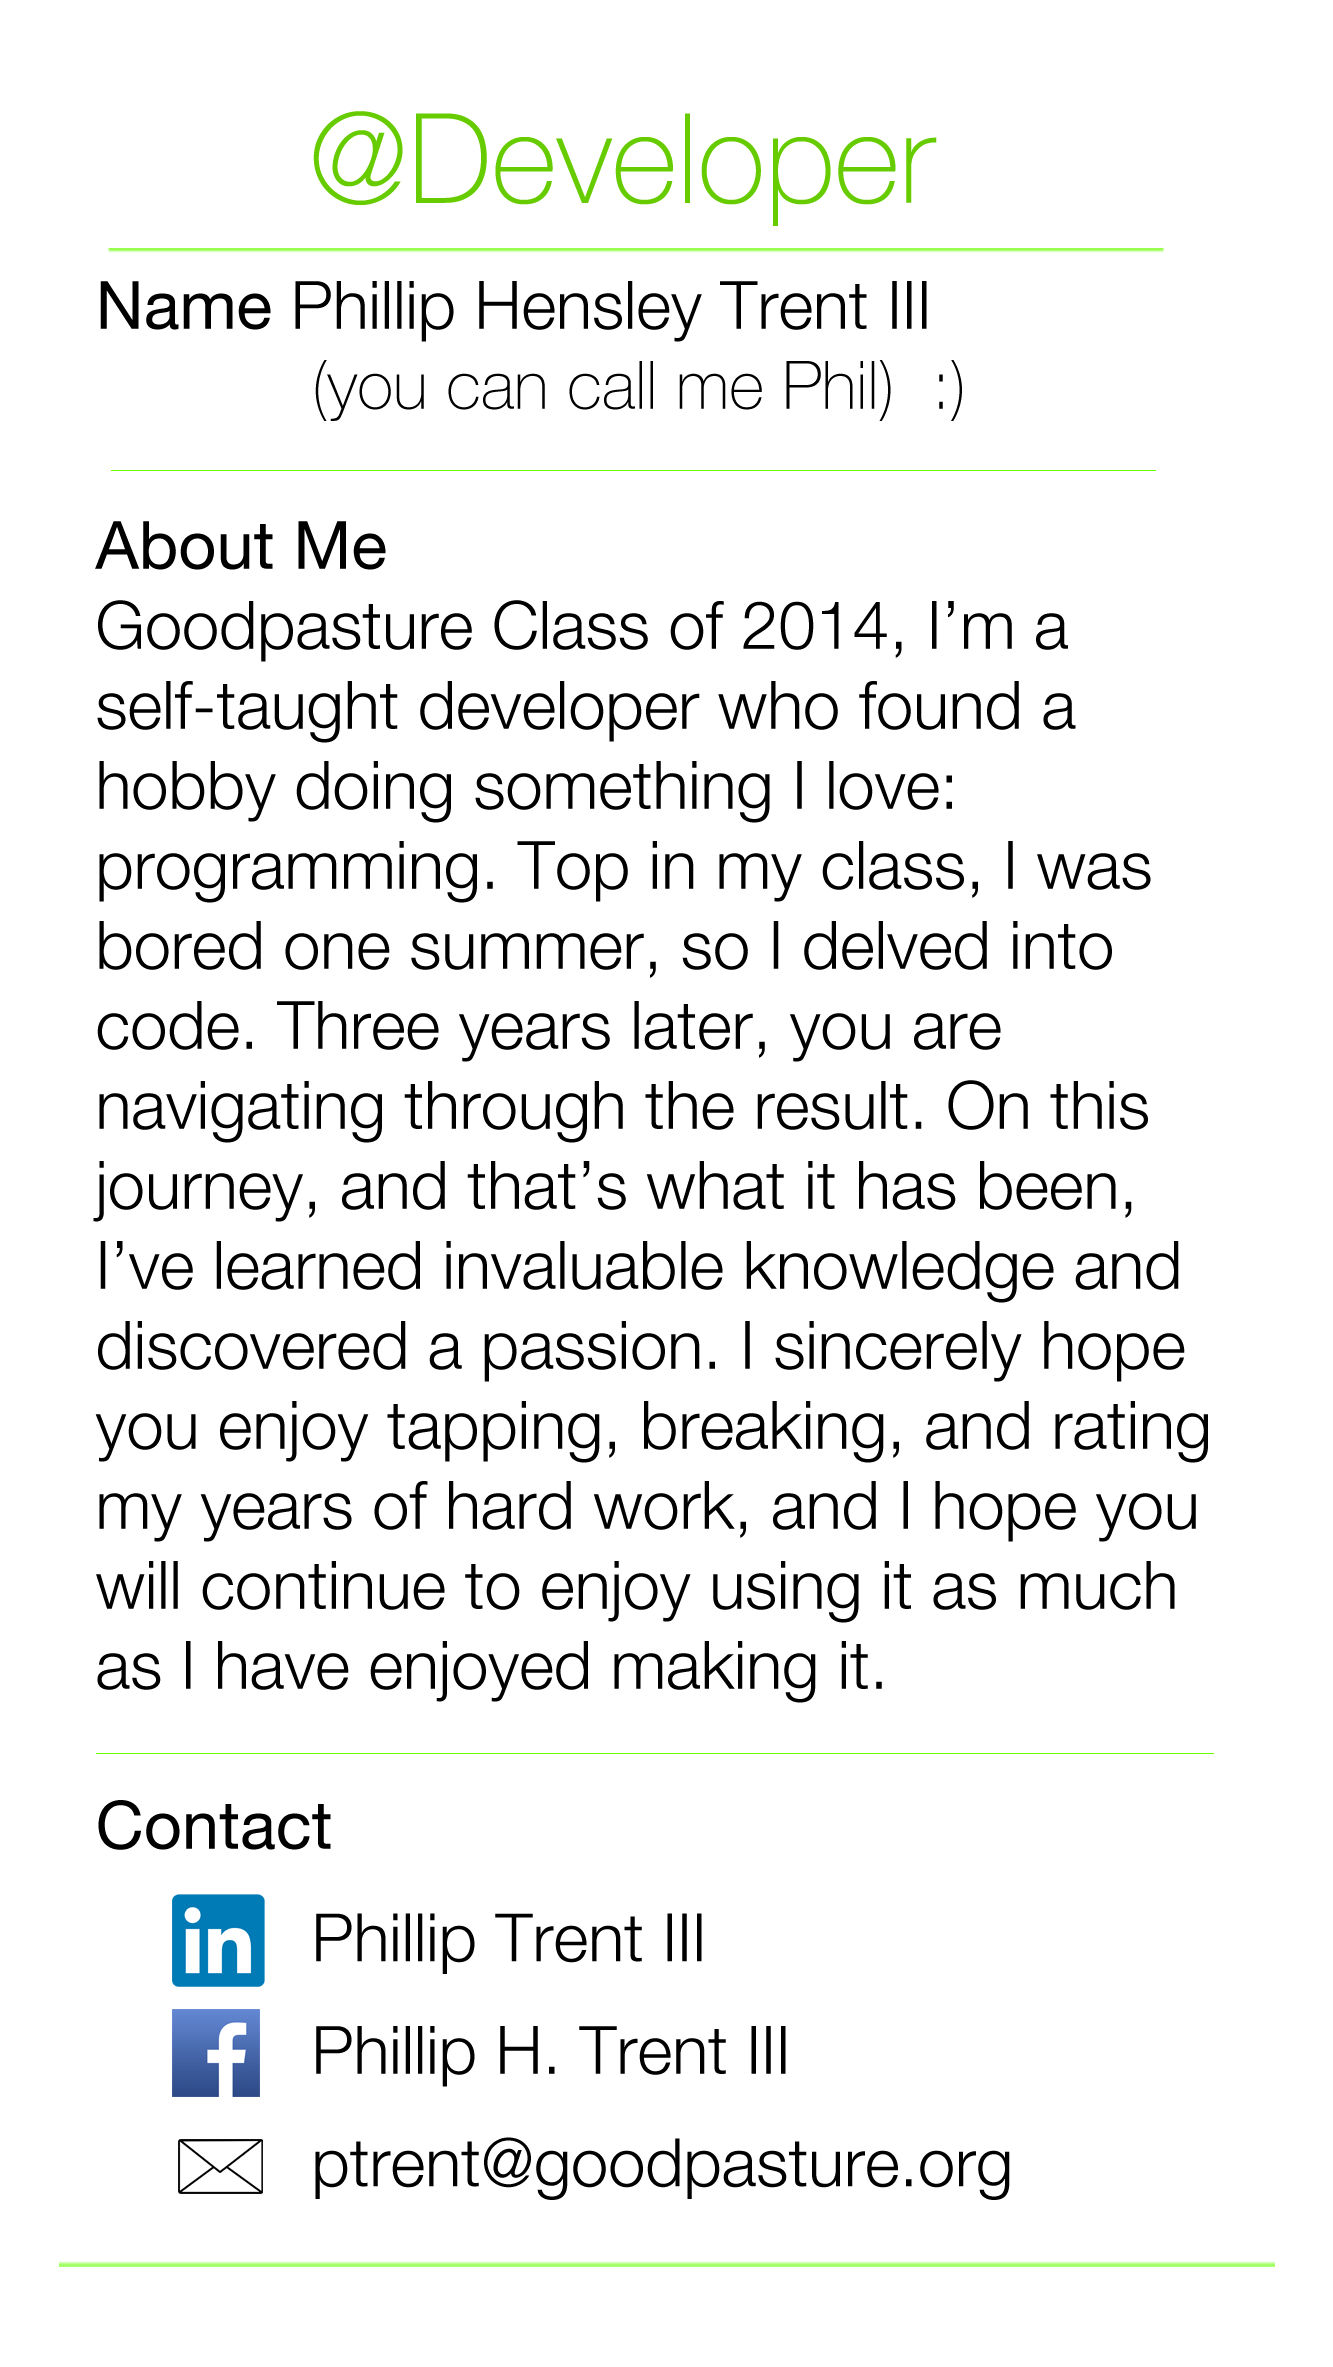 @Developer
Name Phillip Hensley Trent III
(you can call me Phil)  :)
About Me
Goodpasture Class of 2014, I’m a
self-taught developer who found a
hobby doing something I love:
programming. Top in my class, I was
bored one summer, so I delved into
code. Three years later, you are
navigating through the result. On this
journey, and that’s what it has been,
I’ve learned invaluable knowledge and
discovered a passion. I sincerely hope
you enjoy tapping, breaking, and rating
my years of hard work, and I hope you
will continue to enjoy using it as much
as I have enjoyed making it.
Contact
in Phillip Trent III
f Phillip H. Trent III
ptrent@goodpasture.org